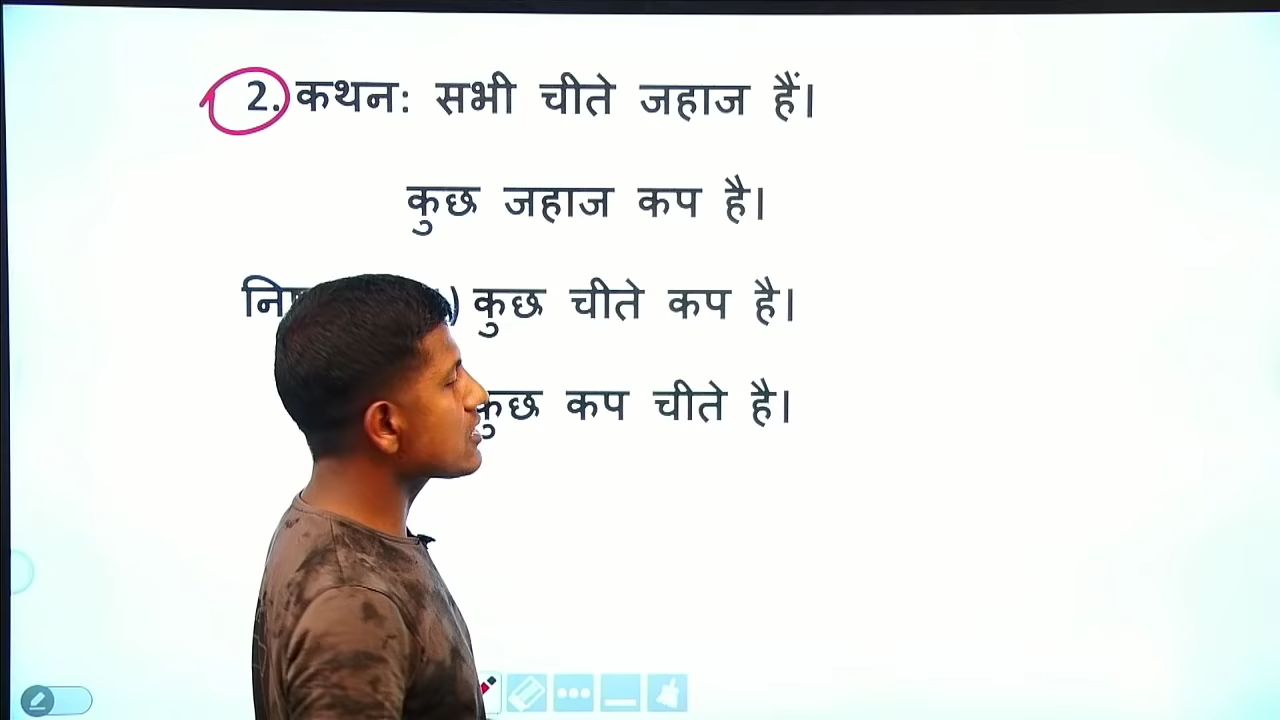 2. कथन: सभी चीते जहाज हैं।
कुछ जहाज कप है।
कुछ चीते कप है।
कुछ कप चीते है।